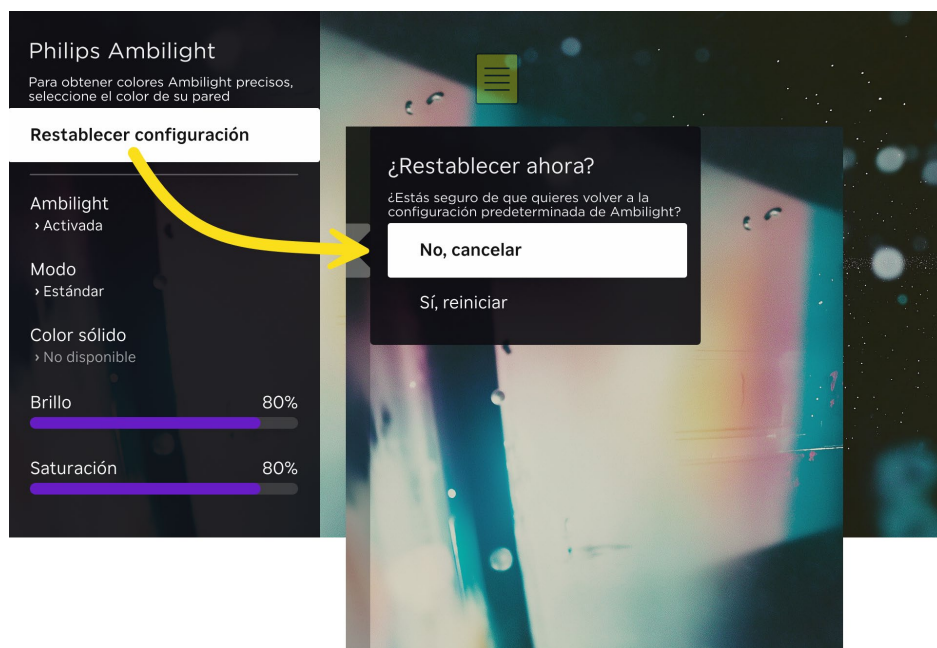 Philips Ambilight
Para obtener colores Ambilight precisos,
seleccione el color de su pared
Restablecer configuración
Ambilight
› Activada
Modo
› Estándar
Color sólido
› No disponible
Brillo 80%
Saturación 80%
¿Restablecer ahora?
¿Estás seguro de que quieres volver a la
configuración predeterminada de Ambilight?
No, cancelar
Sí, reiniciar